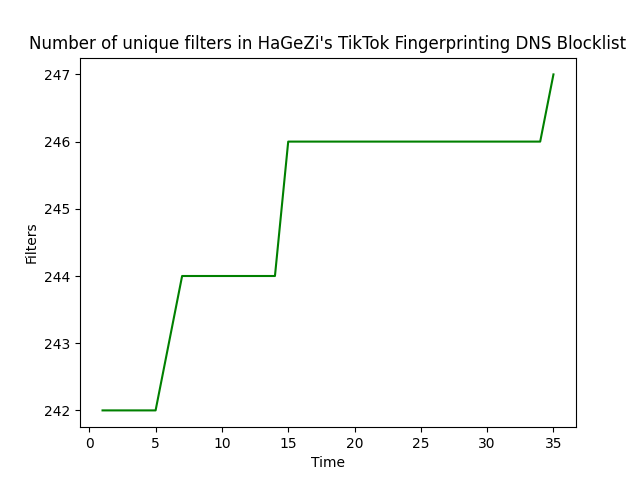 Number of unique filters in HaGeZi's TikTok Fingerprinting DNS Blocklist
247
246
245
244
243
242
Filters
0 5 10 15 20 25 30 35
Time